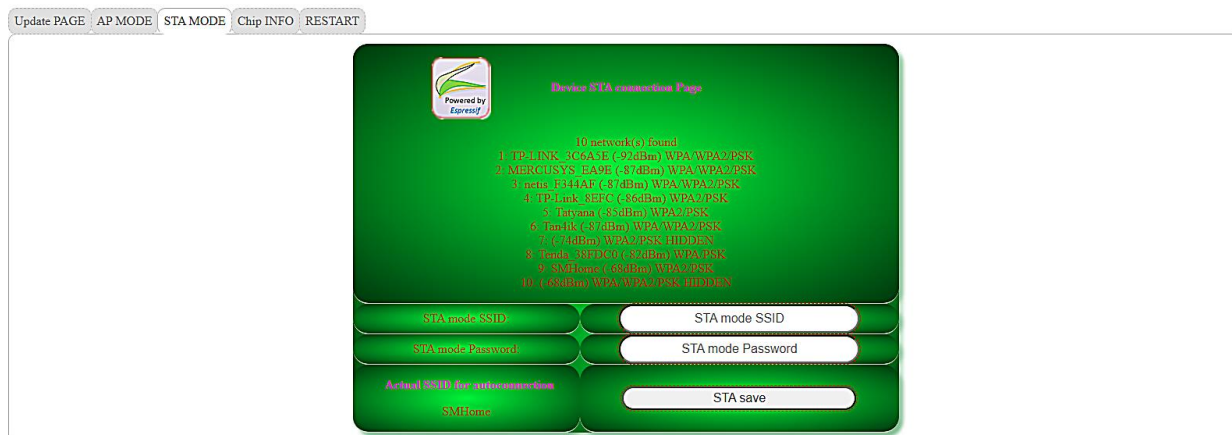 Update PAGE AP MODE STA MODE Chip INFO RESTART
Powered by
Espressif
Device STA connection Page
10 network(s) found
1: TP-LINK_3C6A5E (-92dBm) WPA/WPA2/PSK
2: MERCUSYS_EA9E (-87dBm) WPA/WPA2/PSK
3: netis_F344AF (-87dBm) WPA/WPA2/PSK
4: TP-Link_8EFC (-86dBm) WPA/WPA2/PSK
5: Tatyana (-85dBm) WPA2/PSK
6: Tan4ik (-87dBm) WPA/WPA2/PSK
7: (-74dBm) WPA2/PSK HIDDEN
8: Tenda_38FDC0 (-82dBm) WPA/PSK
9: SMHome (-68dBm) WPA2/PSK
10: (-68dBm) WPA/WPA2/PSK HIDDEN
STA mode SSID: STA mode SSID
STA mode Password: STA mode Password
Actual SSID for autoconnection
SMHome
STA save